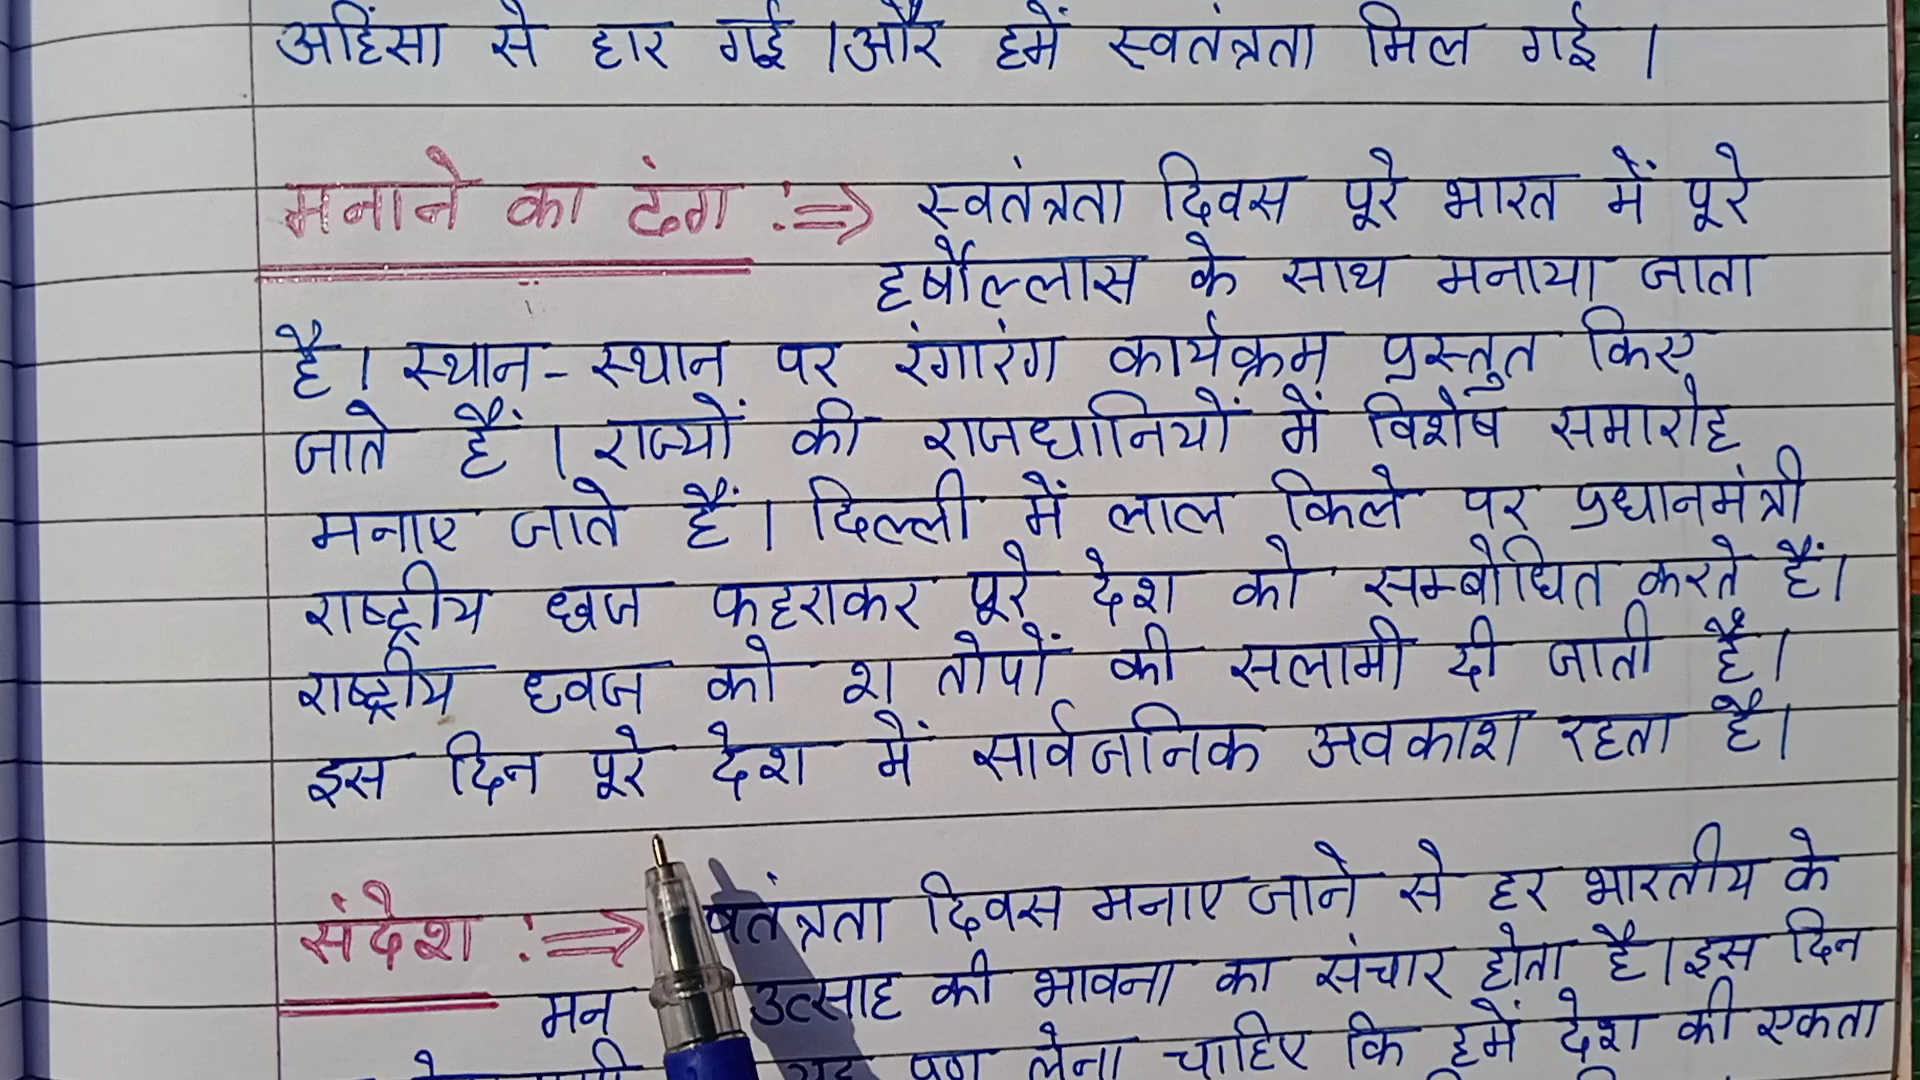 अहिंसा से हार गई । और हमें स्वतंत्रता मिल गई ।
मनाने का ढंग :⇒ स्वतंत्रता दिवस पूरे भारत में पूरे
हर्षोल्लास के साथ मनाया जाता
है। स्थान - स्थान पर रंगारंग कार्यक्रम प्रस्तुत किए
जाते हैं । राज्यों की राजधानियों में विशेष समारोह
मनाए जाते हैं। दिल्ली में लाल किले पर प्रधानमंत्री
राष्ट्रीय ध्वज फहराकर पूरे देश को सम्बोधित करते हैं।
राष्ट्रीय ध्वज को २१ तोपों की सलामी दी जाती है।
इस दिन पूरे देश में सार्वजनिक अवकाश रहता है।
संदेश :⇒ स्वतंत्रता दिवस मनाए जाने से हर भारतीय के
मन उत्साह की भावना का संचार होता है। इस दिन
लेना चाहिए कि हमें देश की एकता